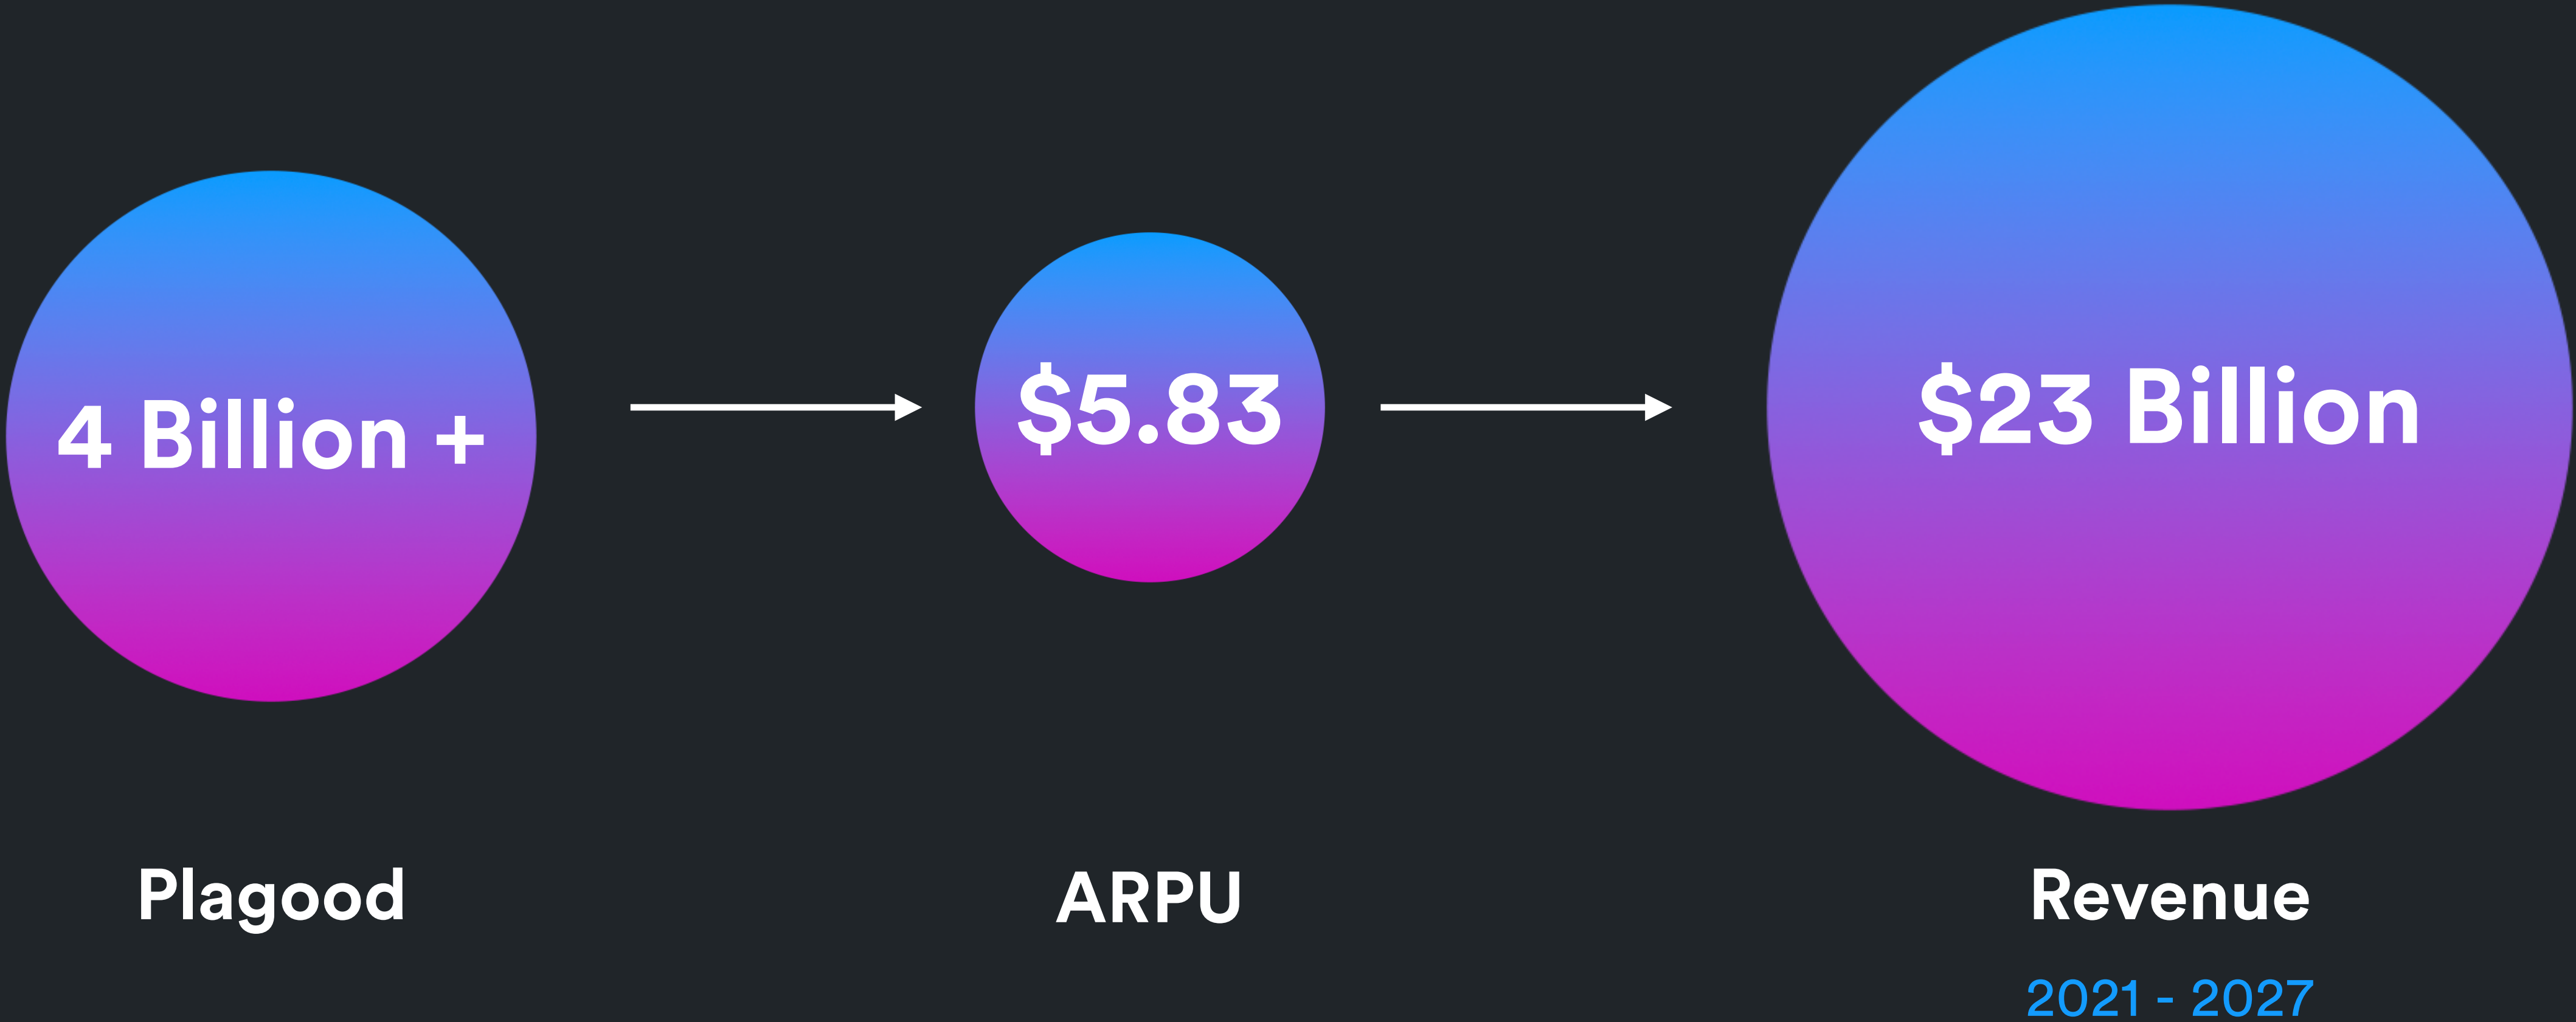 4 Billion +
$5.83
$23 Billion
Plagood
ARPU
Revenue
2021 - 2027